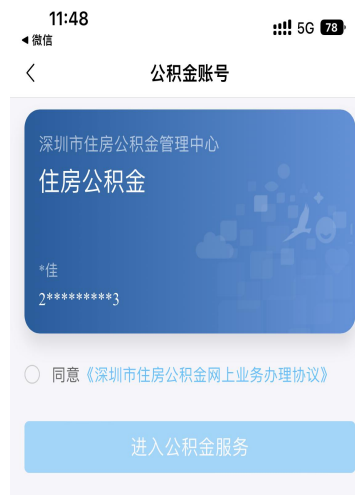 11:48
5G 78
◀ 微信
公积金账号
深圳市住房公积金管理中心
住房公积金
*佳
2*********3
同意《深圳市住房公积金网上业务办理协议》
进入公积金服务